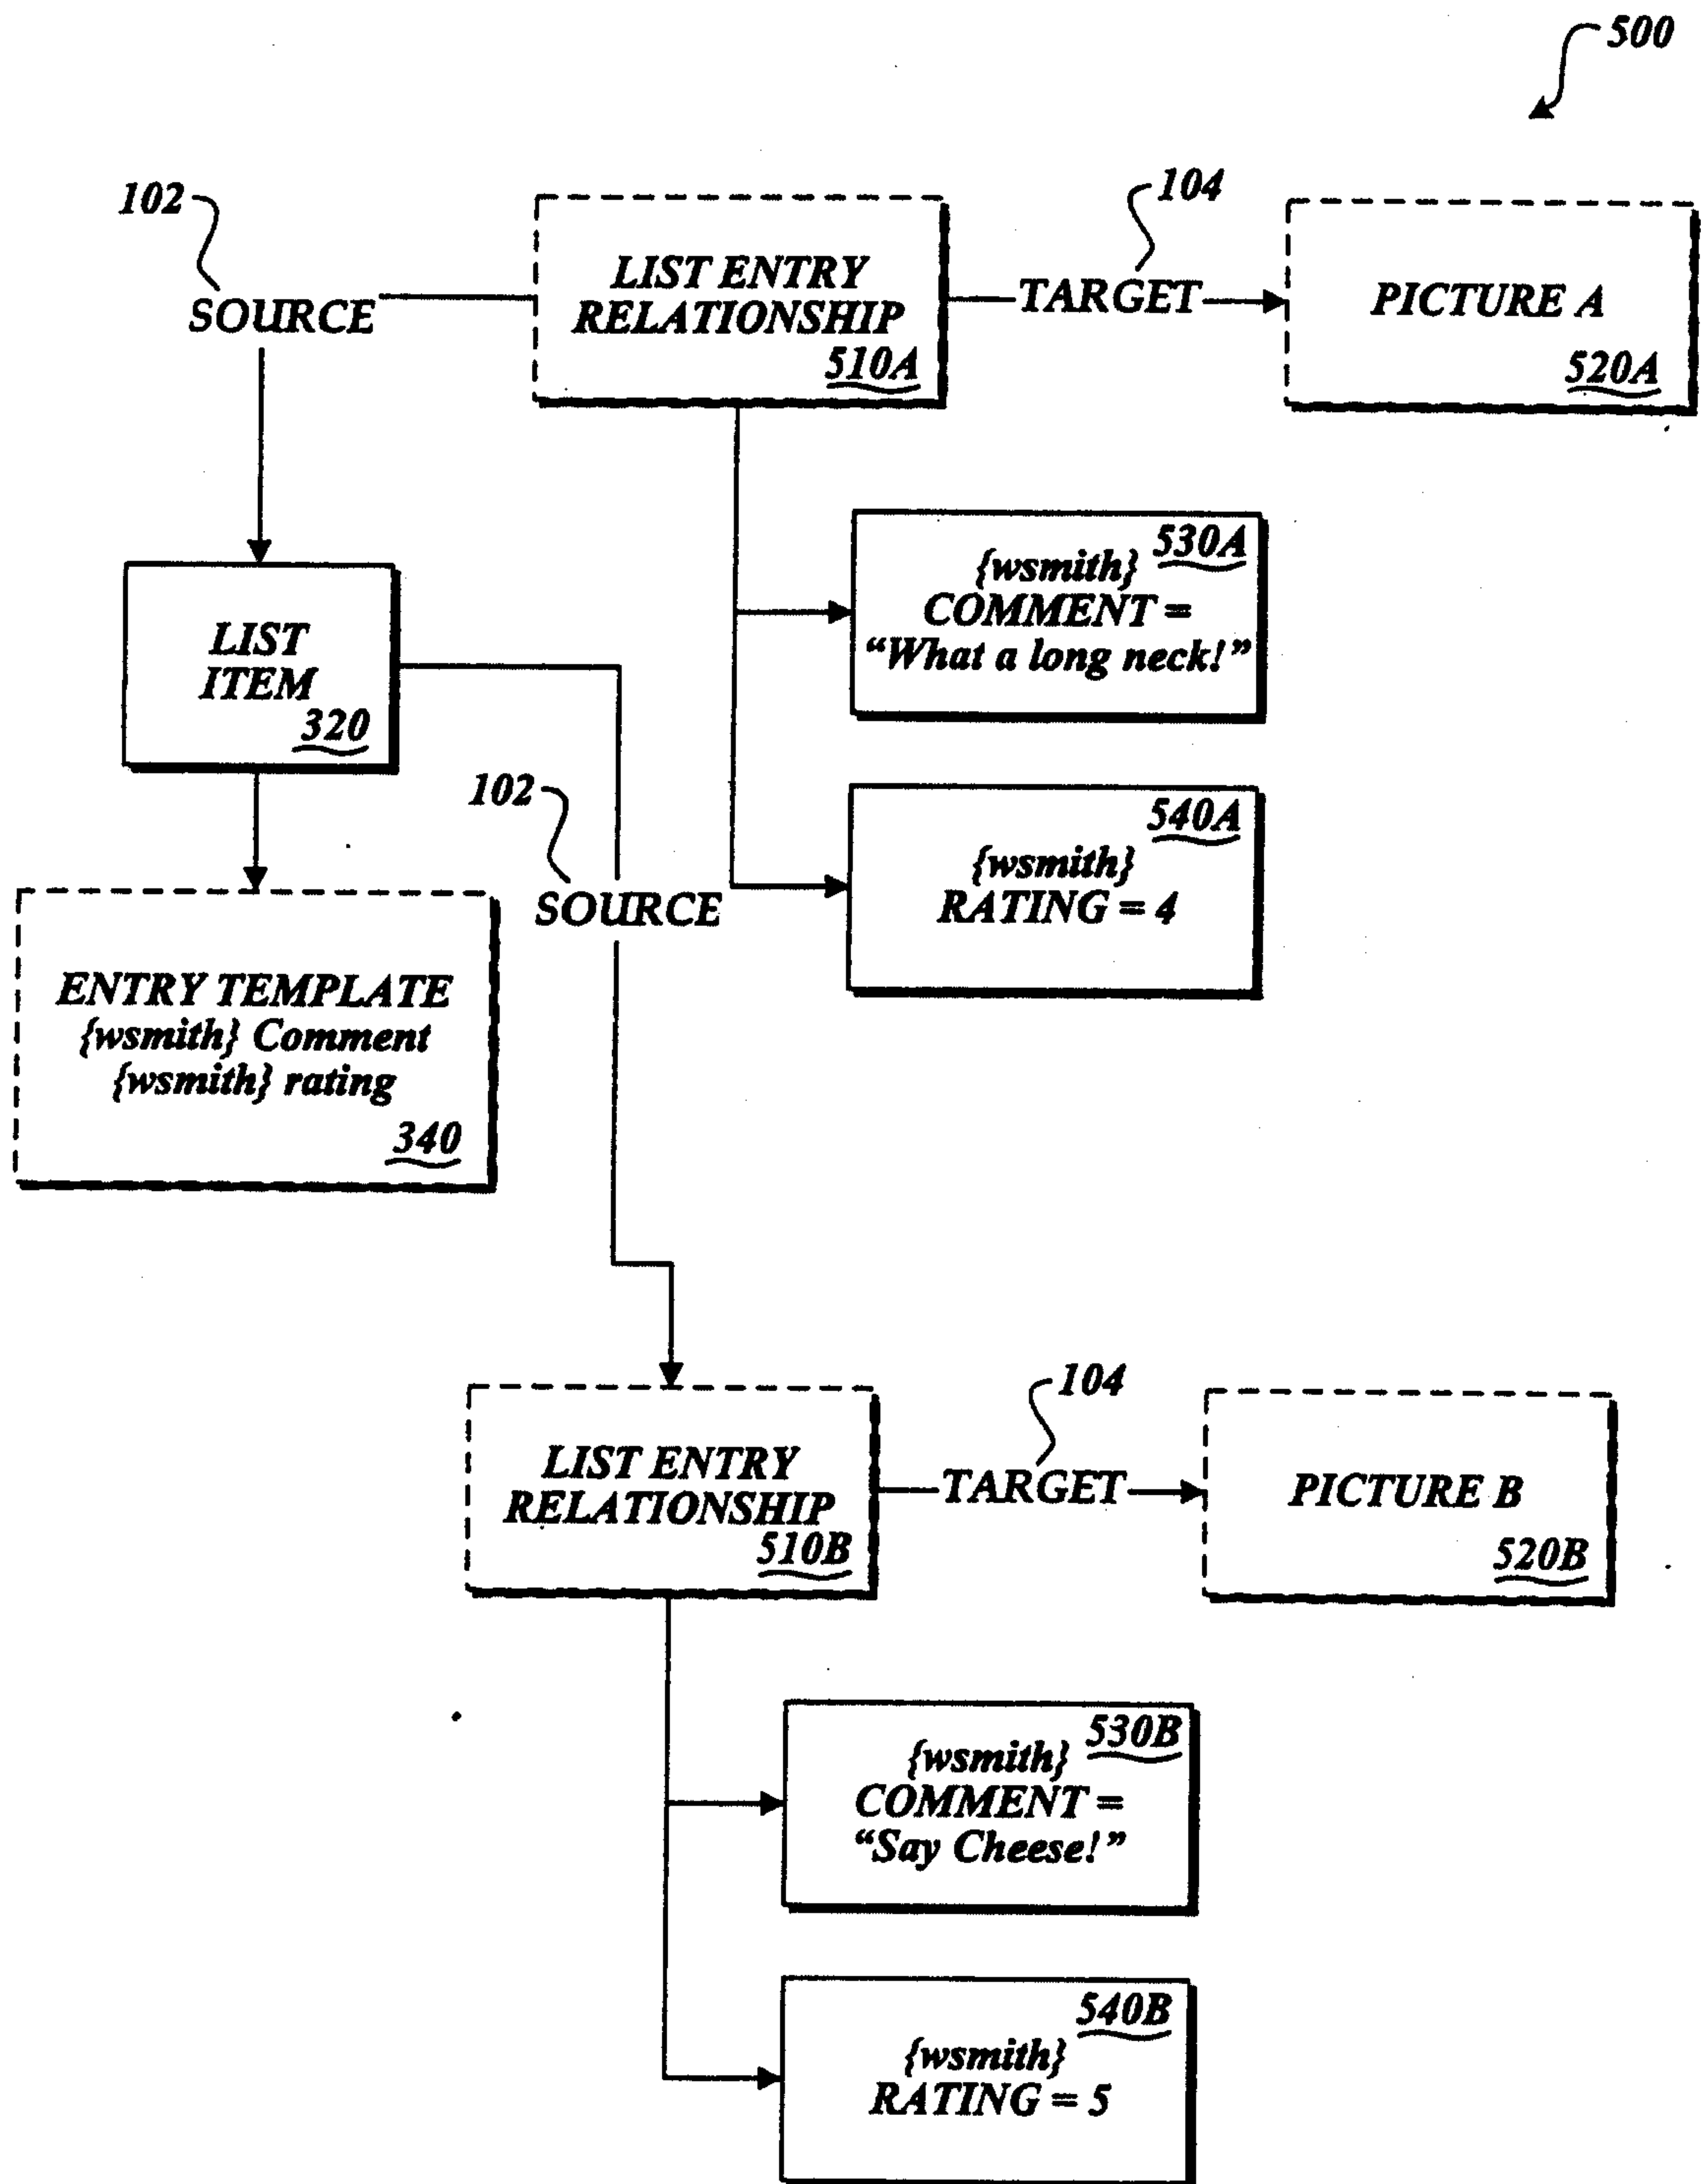 500
102
104
SOURCE
LIST ENTRY
RELATIONSHIP
510A
TARGET
PICTURE A
520A
530A
{wsmith}
COMMENT =
“What a long neck!”
LIST
ITEM
320
102
SOURCE
540A
{wsmith}
RATING = 4
ENTRY TEMPLATE
{wsmith} Comment
{wsmith} rating
340
104
LIST ENTRY
RELATIONSHIP
510B
TARGET
PICTURE B
520B
530B
{wsmith}
COMMENT =
“Say Cheese!”
540B
{wsmith}
RATING = 5